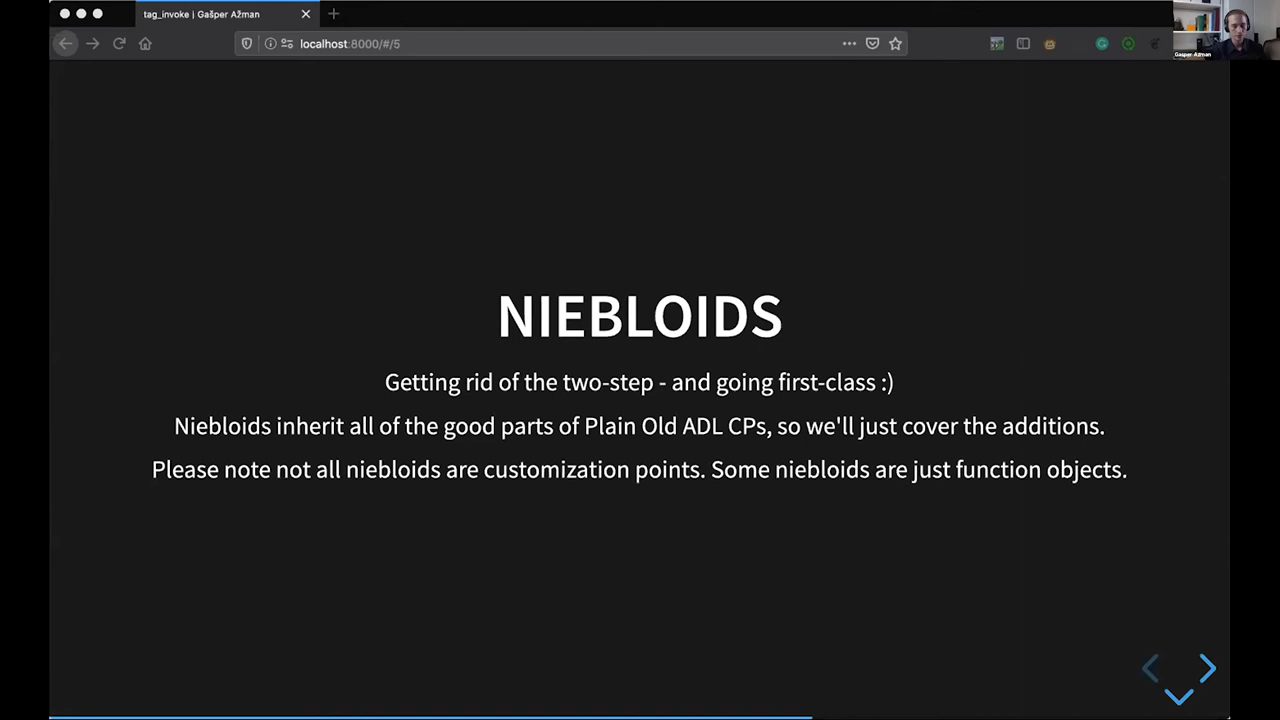 tag_invoke | Gašper Ažman
localhost:8000/#/5
Gašper Ažman
NIEBLOIDS
Getting rid of the two-step - and going first-class :)
Niebloids inherit all of the good parts of Plain Old ADL CPs, so we'll just cover the additions.
Please note not all niebloids are customization points. Some niebloids are just function objects.